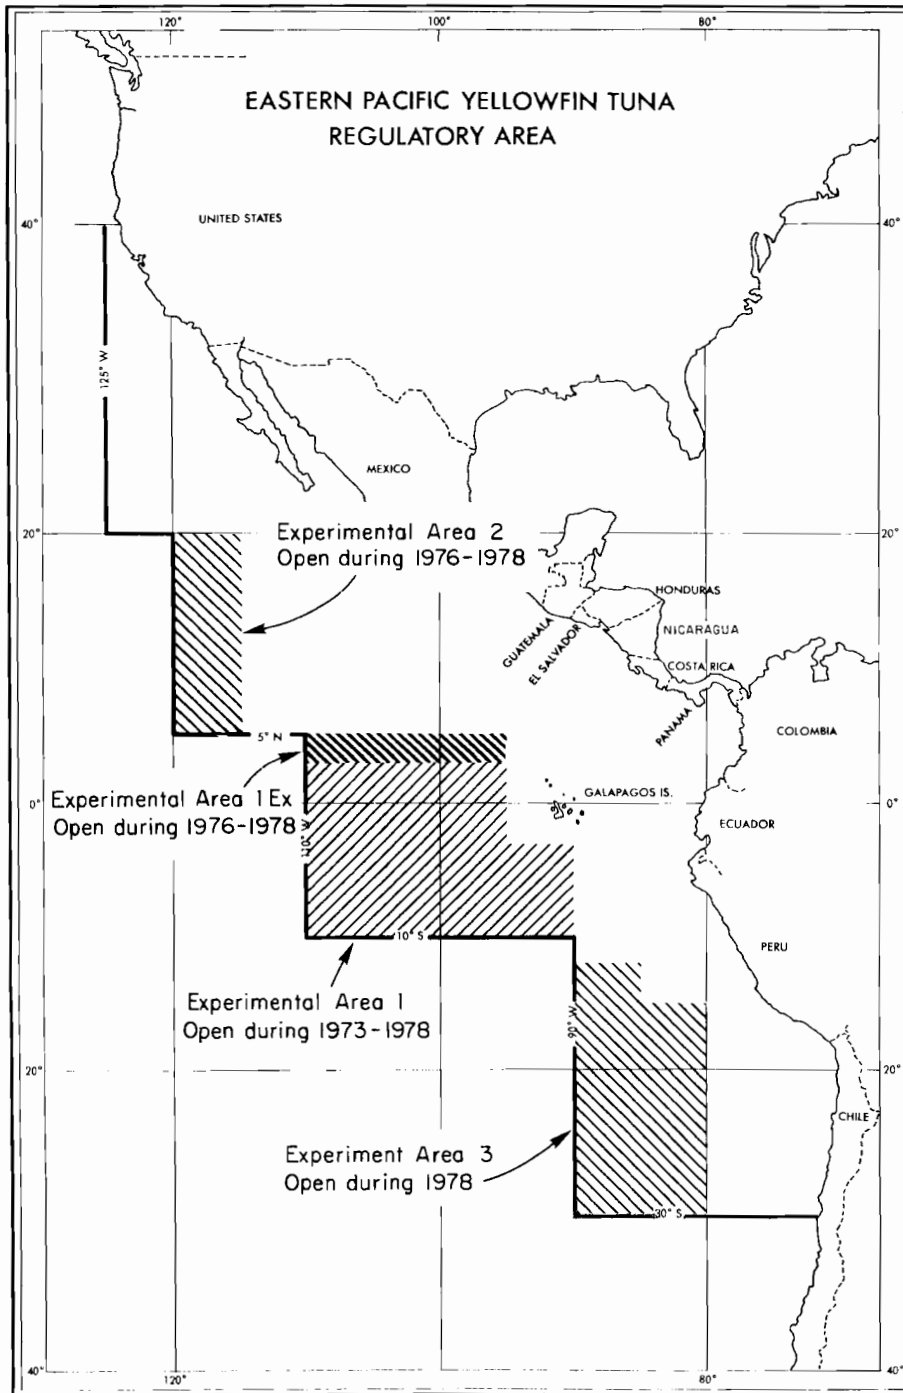 120°
100°
80°
EASTERN PACIFIC YELLOWFIN TUNA
REGULATORY AREA
UNITED STATES
40°
40°
125° W
MEXICO
20°
20°
Experimental Area 2
Open during 1976-1978
HONDURAS
GUATEMALA
EL SALVADOR
NICARAGUA
COSTA RICA
PANAMA
COLOMBIA
5° N
GALAPAGOS IS.
Experimental Area 1 Ex
Open during 1976-1978
0°
0°
110° W
ECUADOR
10° S
PERU
Experimental Area 1
Open during 1973-1978
90° W
20°
20°
CHILE
Experiment Area 3
Open during 1978
30° S
40°
40°
120°
80°